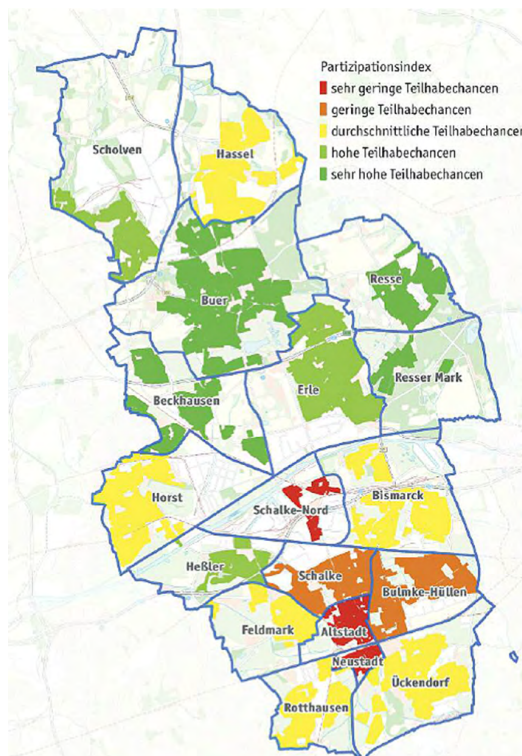 Partizipationsindex
sehr geringe Teilhabechancen
geringe Teilhabechancen
durchschnittliche Teilhabechancen
hohe Teilhabechancen
sehr hohe Teilhabechancen
Scholven
Hassel
Buer
Resse
Resser Mark
Erle
Beckhausen
Horst
Schalke-Nord
Bismarck
Heßler
Schalke
Bulmke-Hüllen
Feldmark
Altstadt
Neustadt
Ückendorf
Rotthausen